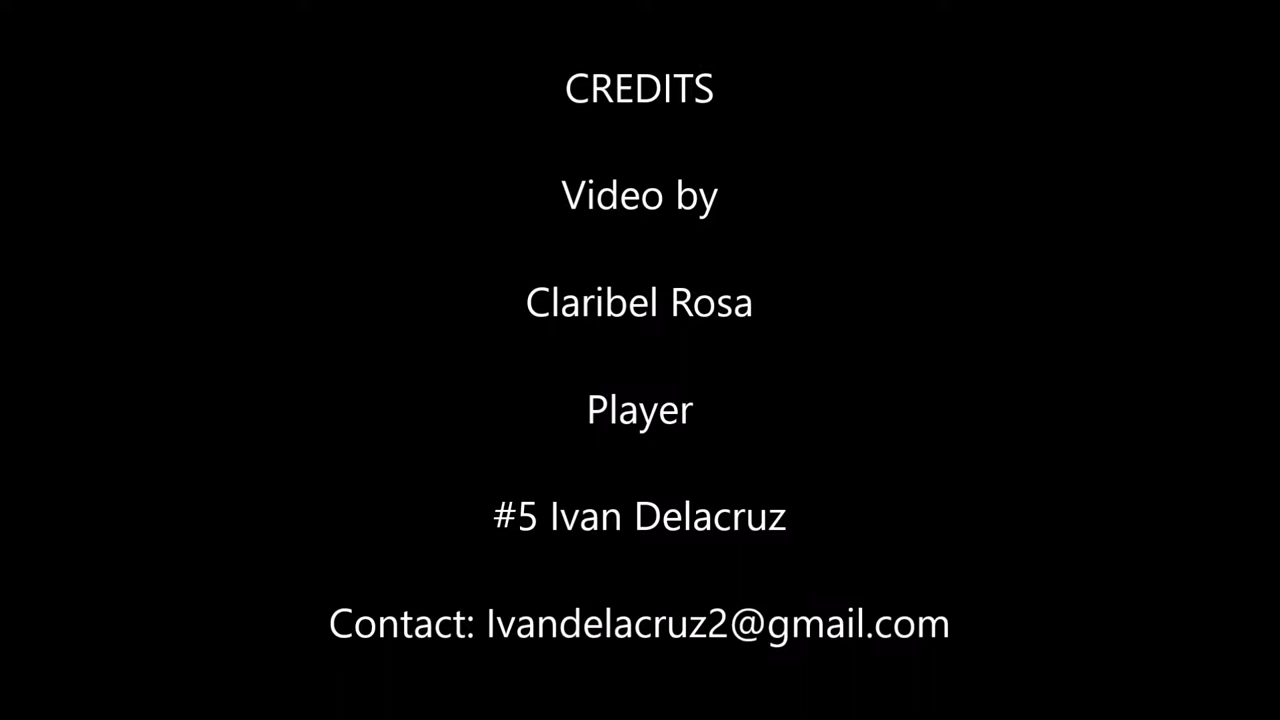 CREDITS
Video by
Claribel Rosa
Player
#5 Ivan Delacruz
Contact: Ivandelacruz2@gmail.com